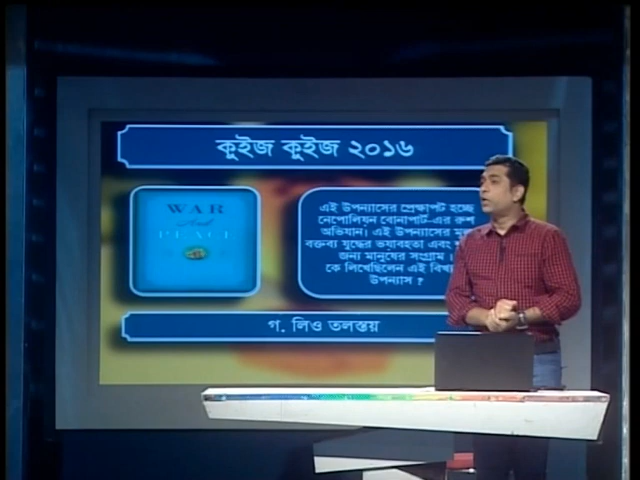 কুইজ কুইজ ২০১৬
WAR
And
PEACE
এই উপন্যাসের প্রেক্ষাপট হচ্ছে
নেপোলিয়ন বোনাপার্ট-এর রুশ
অভিযান। এই উপন্যাসের
বক্তব্য যুদ্ধের ভয়াবহতা এবং
জন্য মানুষের সংগ্রাম।
কে লিখেছিলেন এই
উপন্যাস ?
গ. লিও তলস্তয়